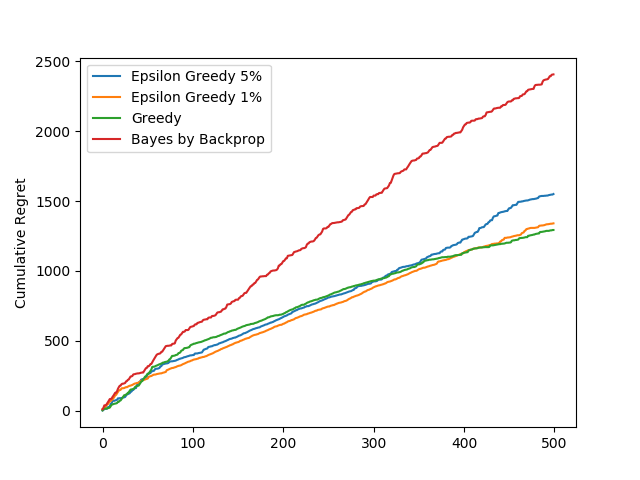 2500
2000
1500
1000
500
0
Cumulative Regret
Epsilon Greedy 5%
Epsilon Greedy 1%
Greedy
Bayes by Backprop
0 100 200 300 400 500